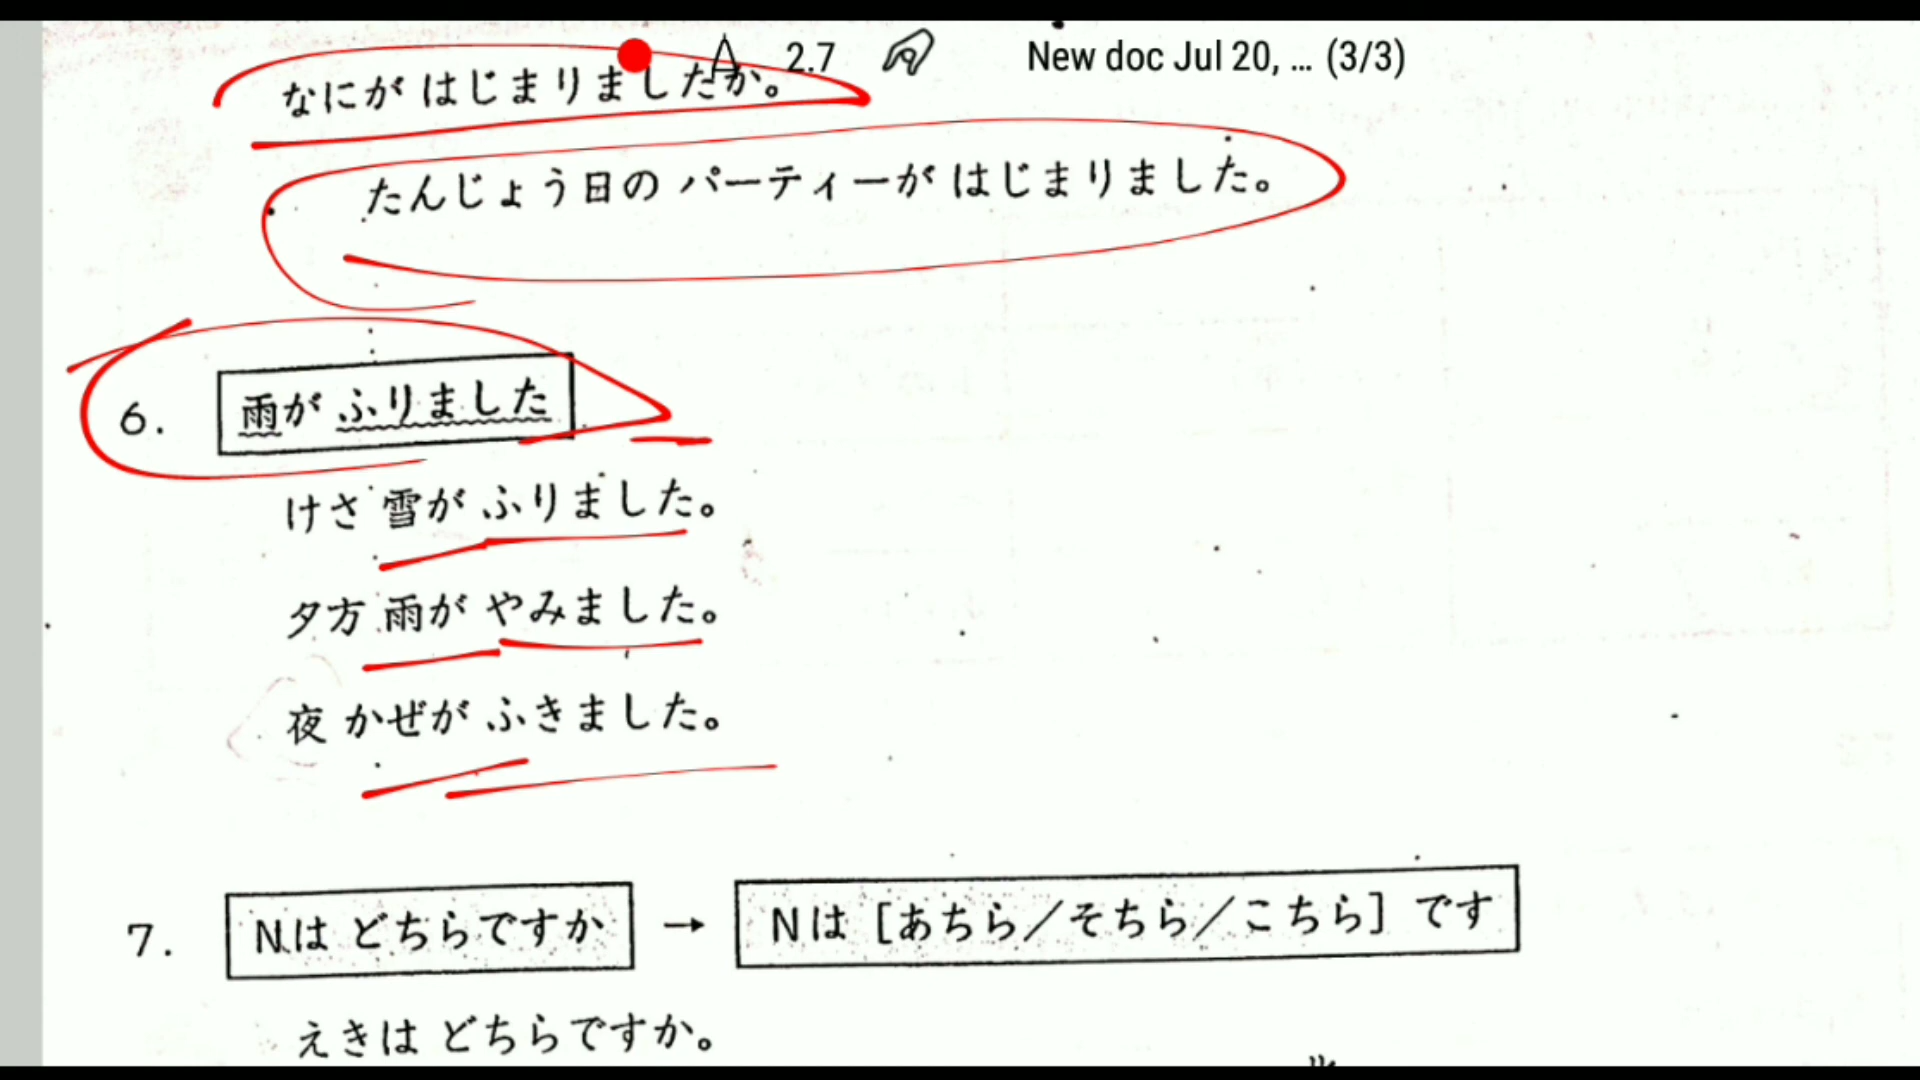 2.7 New doc Jul 20, ... (3/3)
なにが はじまりましたか。
たんじょう日の パーティーが はじまりました。
6. 雨が ふりました
けさ 雪が ふりました。
夕方 雨が やみました。
夜 かぜが ふきました。
7. Nは どちらですか → Nは [あちら/そちら/こちら] です
えきは どちらですか。